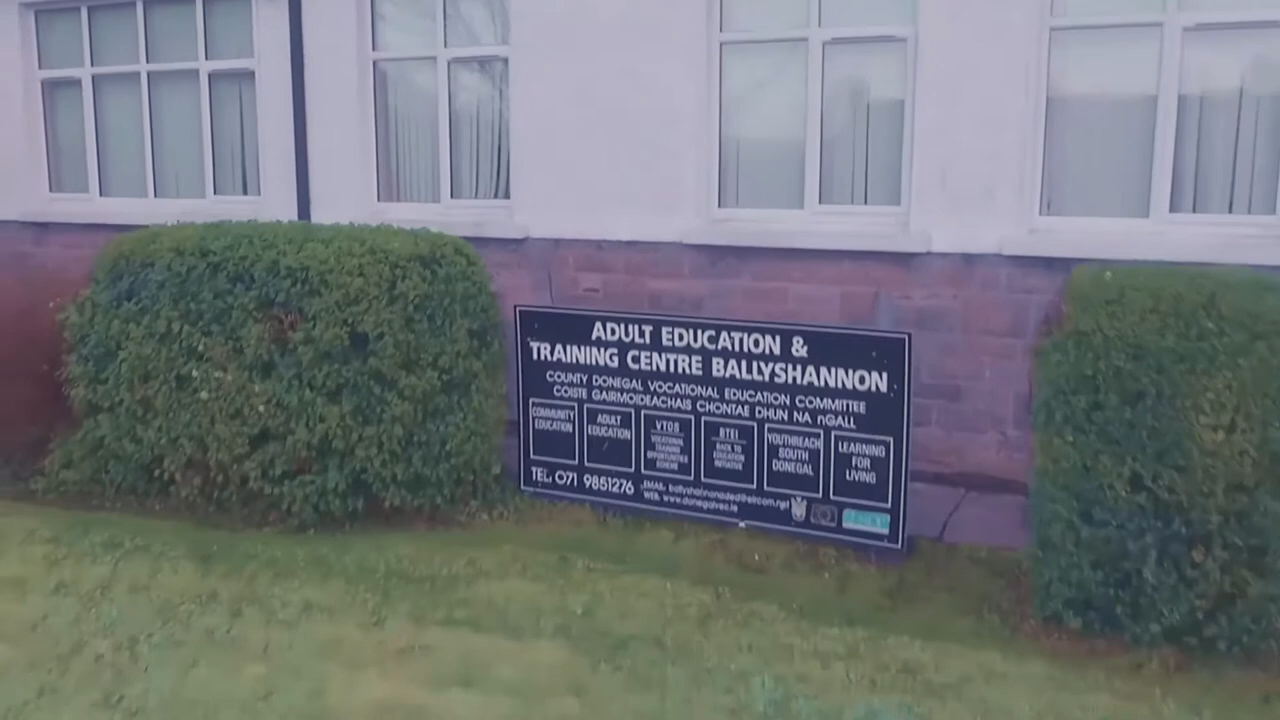 ADULT EDUCATION &
TRAINING CENTRE BALLYSHANNON
COUNTY DONEGAL VOCATIONAL EDUCATION COMMITTEE
COISTE GAIRMOIDEACHAIS CHONTAE DHUN NA nGALL
COMMUNITY
EDUCATION
ADULT
EDUCATION
VTOS
VOCATIONAL
TRAINING
OPPORTUNITIES
SCHEME
BTEI
BACK TO
EDUCATION
INITIATIVE
YOUTHREACH
SOUTH
DONEGAL
LEARNING
FOR
LIVING
TEL, 071 9851276
EMAIL: ballyshannonaded@eircom.net
WEB: www.donegalvec.ie